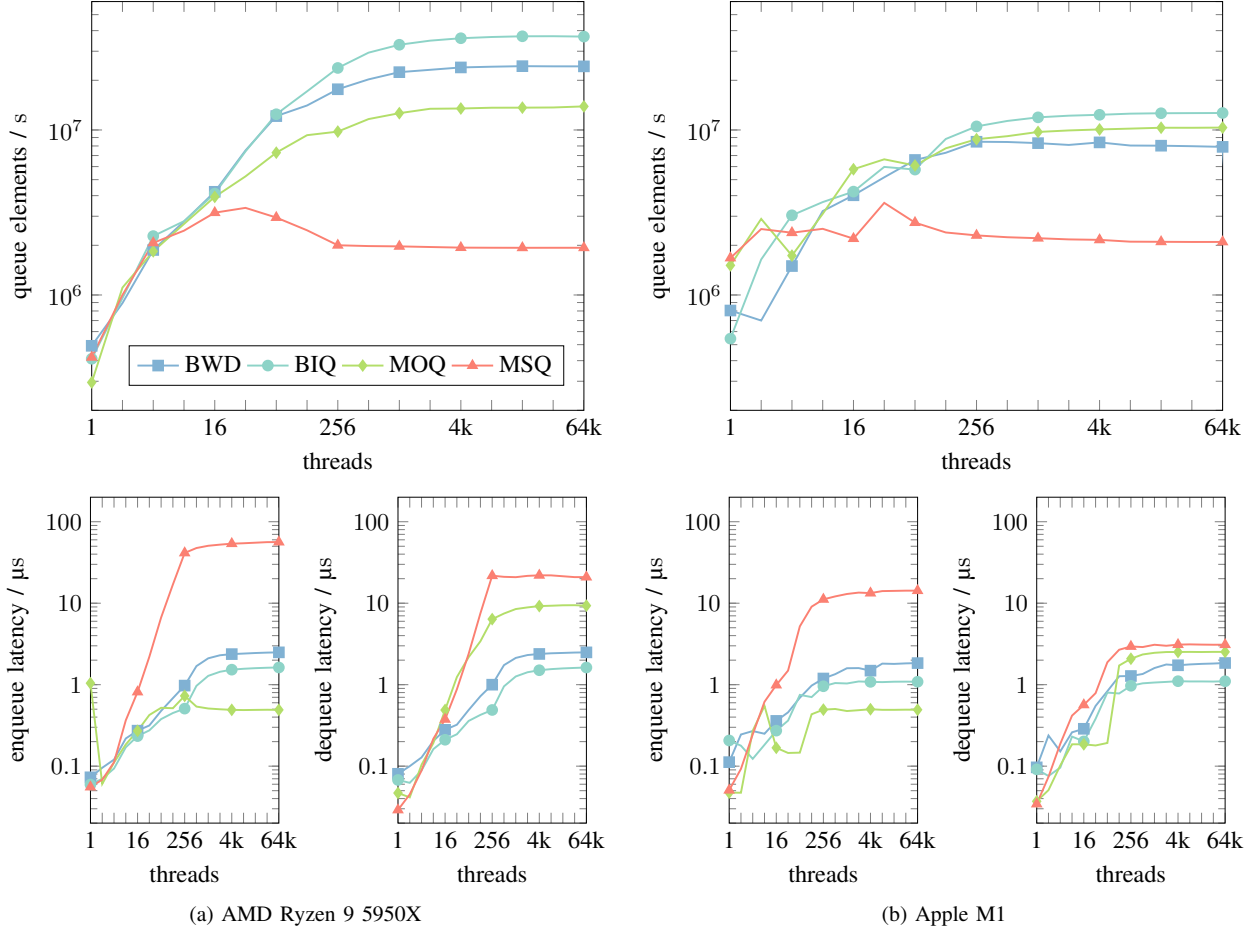 queue elements / s
10^7
10^6
BWD BIQ MOQ MSQ
1 16 256 4k 64k
threads
queue elements / s
10^7
10^6
1 16 256 4k 64k
threads
enqueue latency / µs
100
10
1
0.1
1 16 256 4k 64k
threads
dequeue latency / µs
100
10
1
0.1
1 16 256 4k 64k
threads
(a) AMD Ryzen 9 5950X
enqueue latency / µs
100
10
1
0.1
1 16 256 4k 64k
threads
dequeue latency / µs
100
10
1
0.1
1 16 256 4k 64k
threads
(b) Apple M1